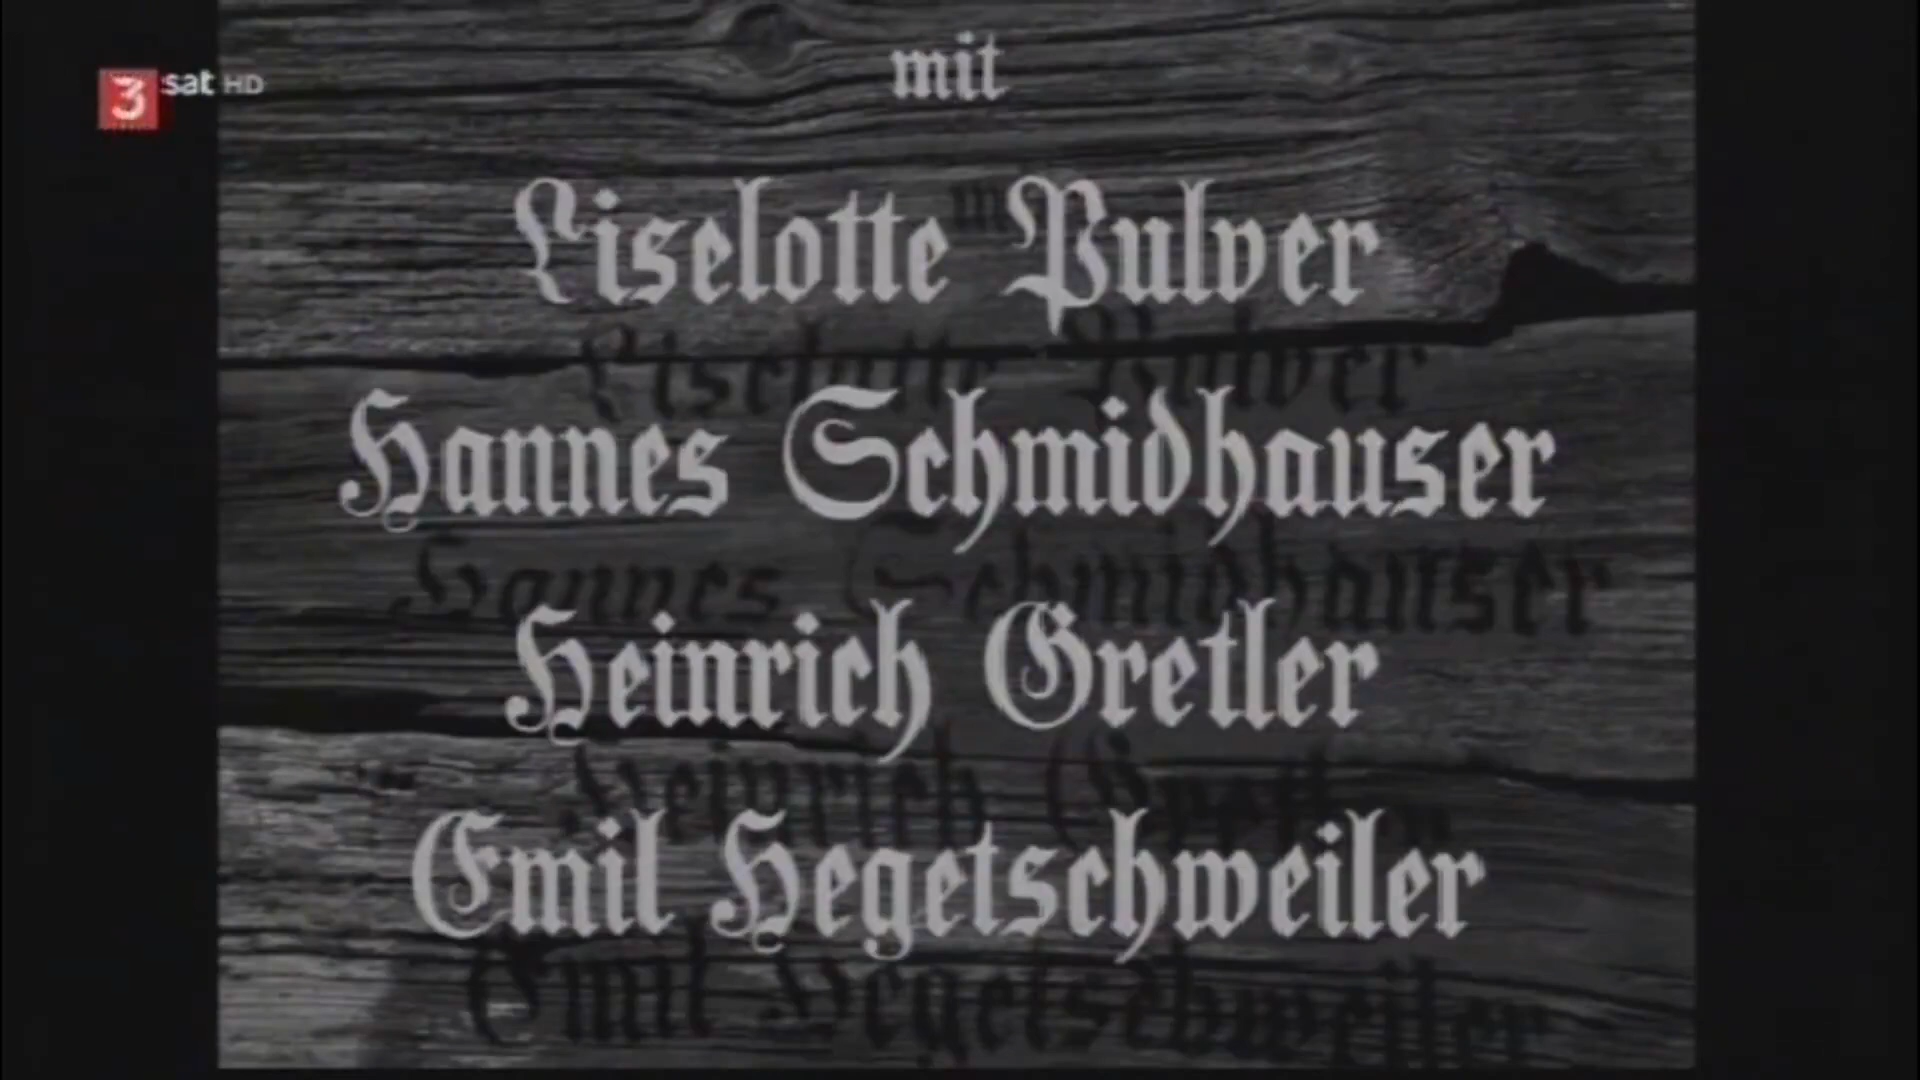 3sat HD
mit
Liselotte Pulver
Hannes Schmidhauser
Heinrich Gretler
Emil Hegetschweiler